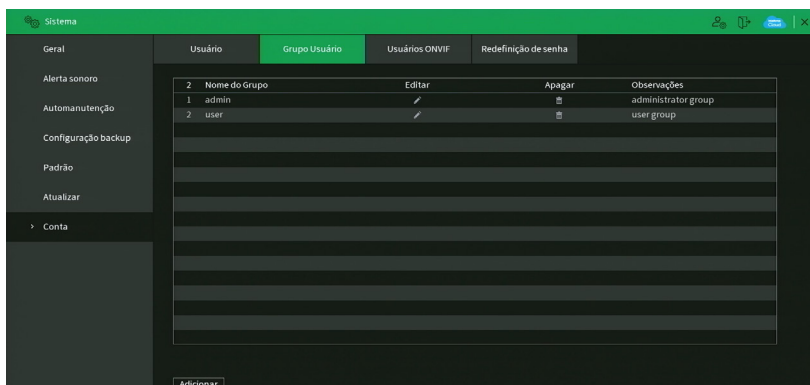 Sistema
Cloud
Geral
Alerta sonoro
Automanutenção
Configuração backup
Padrão
Atualizar
Conta
Usuário Grupo Usuário Usuários ONVIF Redefinição de senha
2 Nome do Grupo Editar Apagar Observações
1 admin administrator group
2 user user group
Adicionar